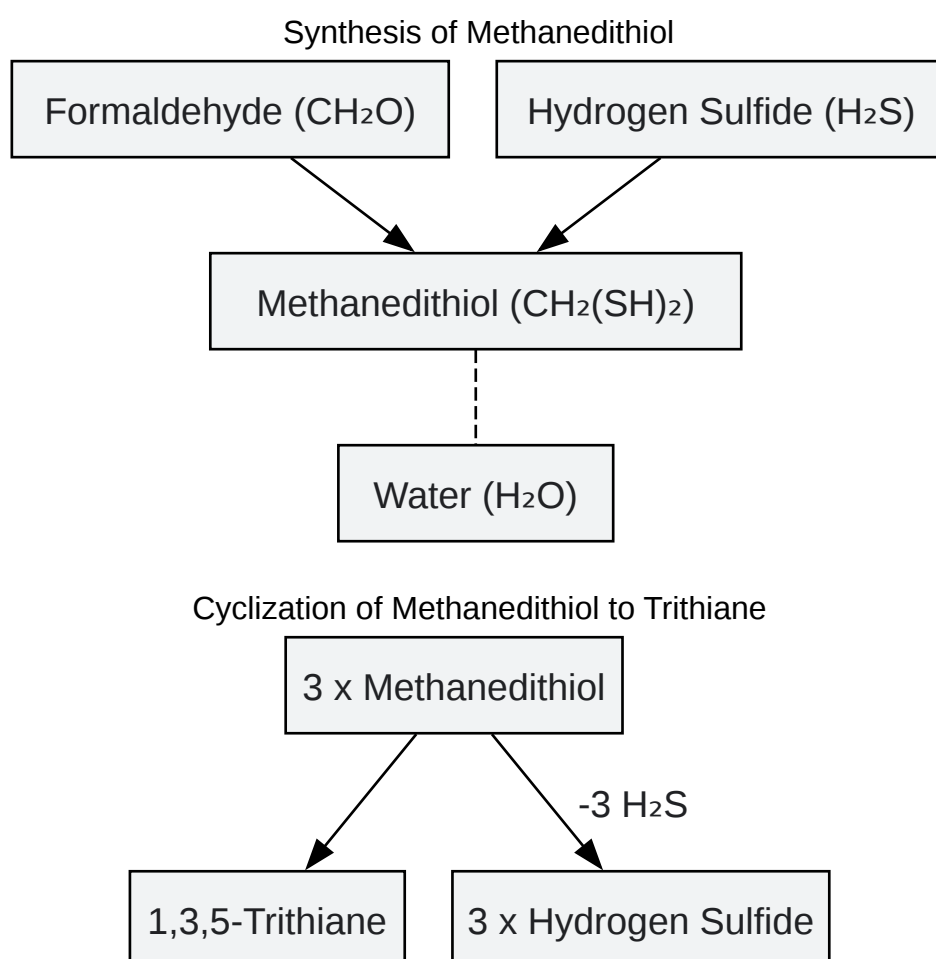 Synthesis of Methanedithiol
Formaldehyde (CH₂O)
Hydrogen Sulfide (H₂S)
Methanedithiol (CH₂(SH)₂)
Water (H₂O)
Cyclization of Methanedithiol to Trithiane
3 x Methanedithiol
-3 H₂S
1,3,5-Trithiane
3 x Hydrogen Sulfide